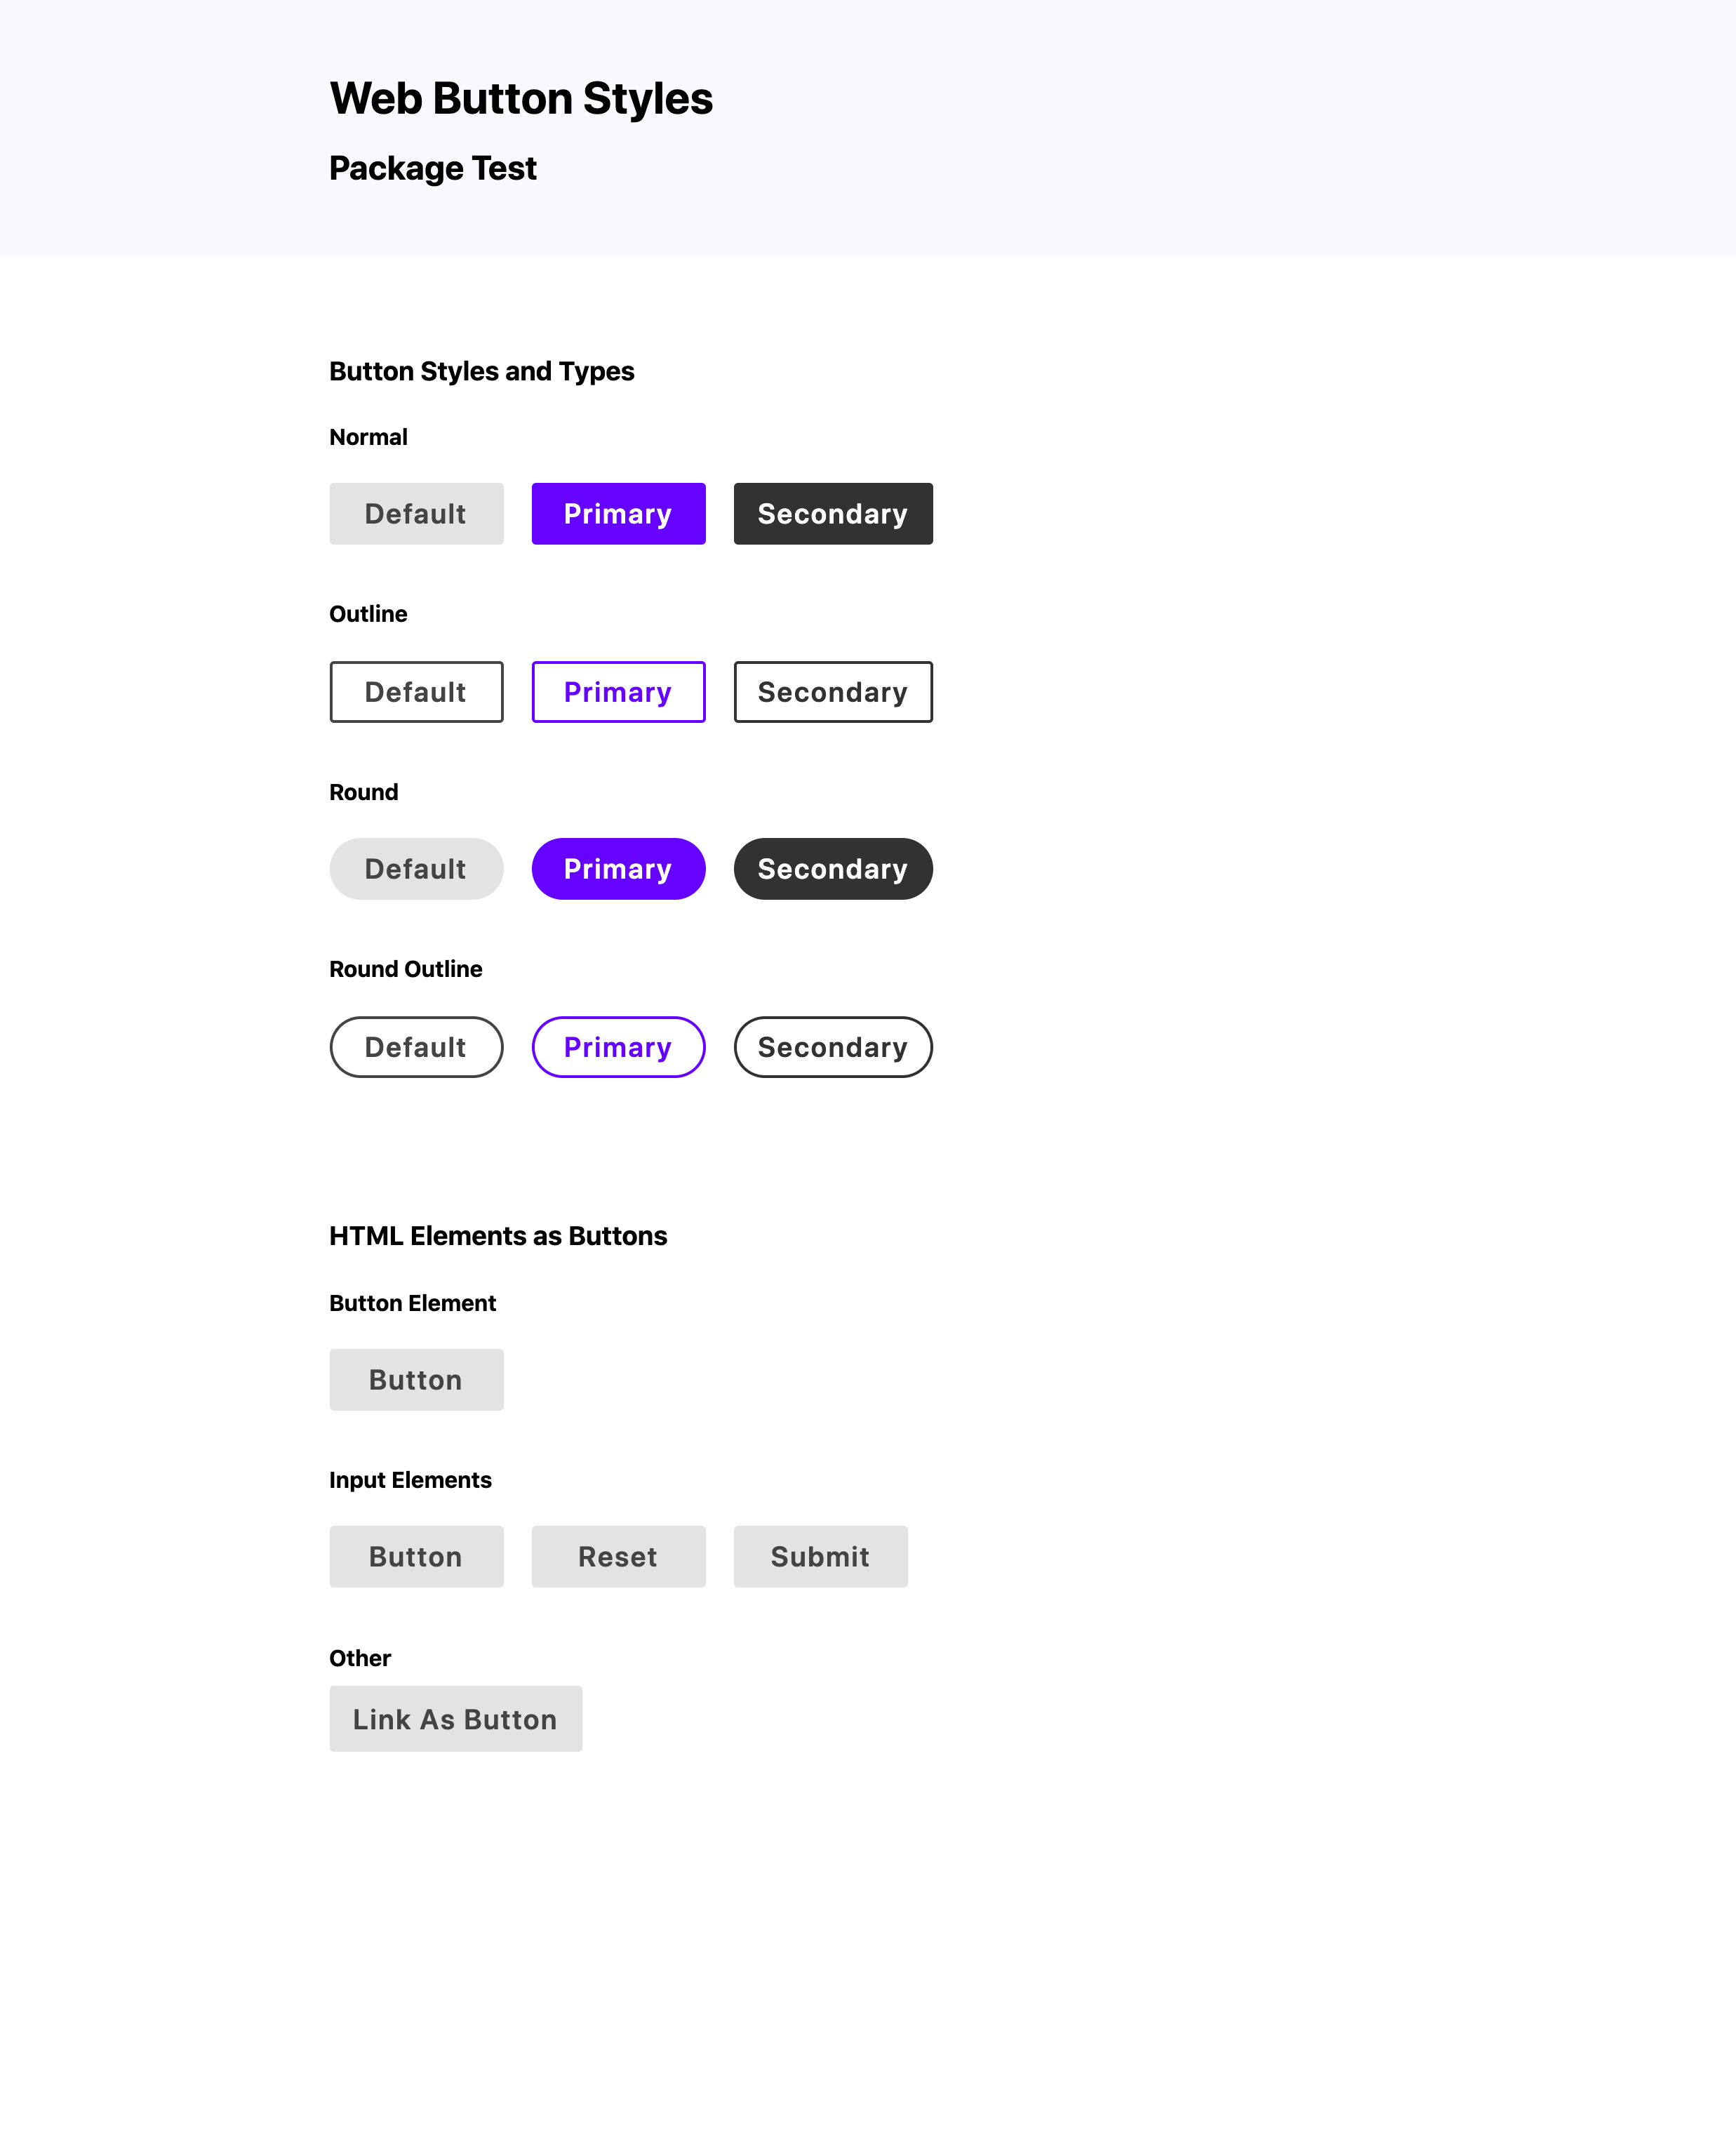 Web Button Styles
Package Test
Button Styles and Types
Normal
Default Primary Secondary
Outline
Default Primary Secondary
Round
Default Primary Secondary
Round Outline
Default Primary Secondary
HTML Elements as Buttons
Button Element
Button
Input Elements
Button Reset Submit
Other
Link As Button